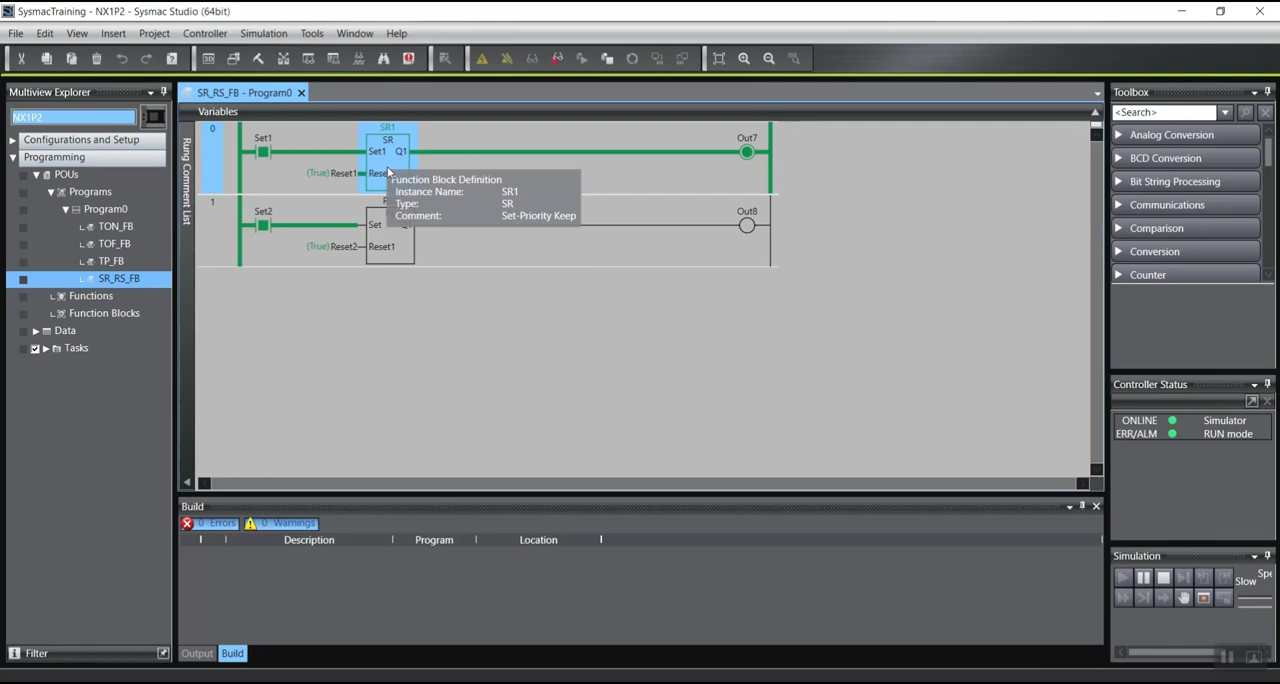 SysmacTraining - NX1P2 - Sysmac Studio (64bit)
File Edit View Insert Project Controller Simulation Tools Window Help
Multiview Explorer
NX1P2
Configurations and Setup
Programming
POUs
Programs
Program0
TON_FB
TOF_FB
TP_FB
SR_RS_FB
Functions
Function Blocks
Data
Tasks
Filter
SR_RS_FB - Program0
Variables
Rung Comment List
0
Set1
SR1
SR
Set1 Q1
(True) Reset1 Rese
Out7
Function Block Definition
Instance Name: SR1
Type: SR
Comment: Set-Priority Keep
1
Set2
Set
(True) Reset2 Reset1
Out8
Build
0 Errors 0 Warnings
Description Program Location
Output Build
Toolbox
<Search>
Analog Conversion
BCD Conversion
Bit String Processing
Communications
Comparison
Conversion
Counter
Controller Status
ONLINE Simulator
ERR/ALM RUN mode
Simulation
Slow Spe